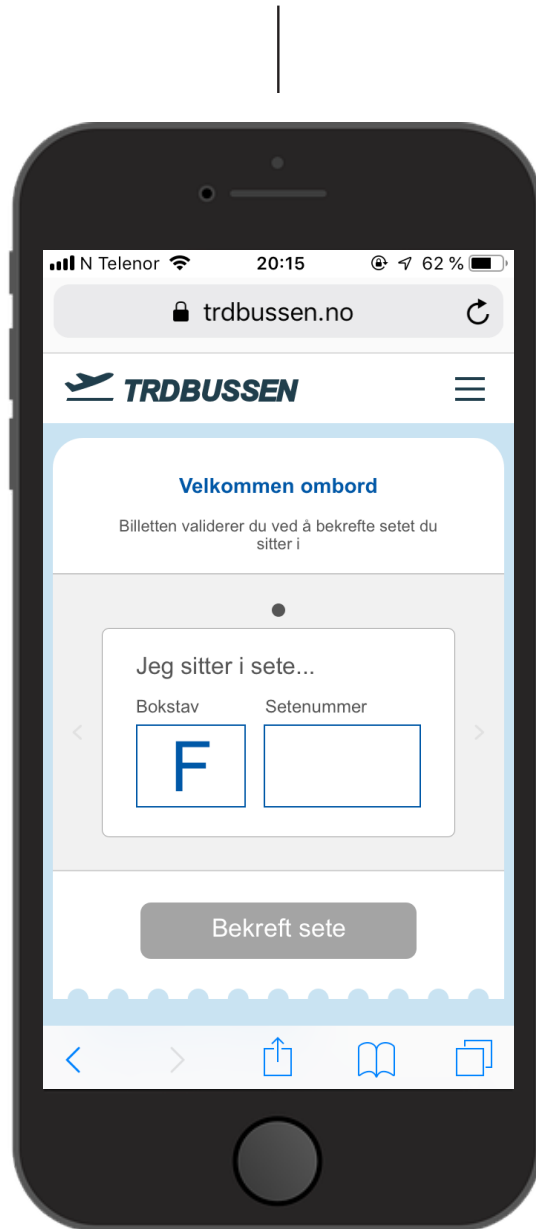 N Telenor 20:15 62 %
trdbussen.no
TRDBUSSEN
Velkommen ombord
Billetten validerer du ved å bekrefte setet du
sitter i
Jeg sitter i sete...
Bokstav Setenummer
F
Bekreft sete